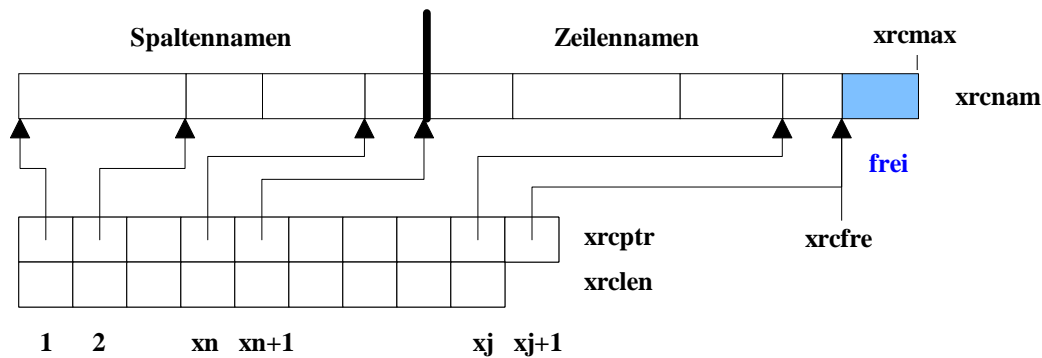 Spaltennamen Zeilennamen xrcmax
xrcnam
frei
xrcptr xrcfre
xrclen
1 2 xn xn+1 xj xj+1